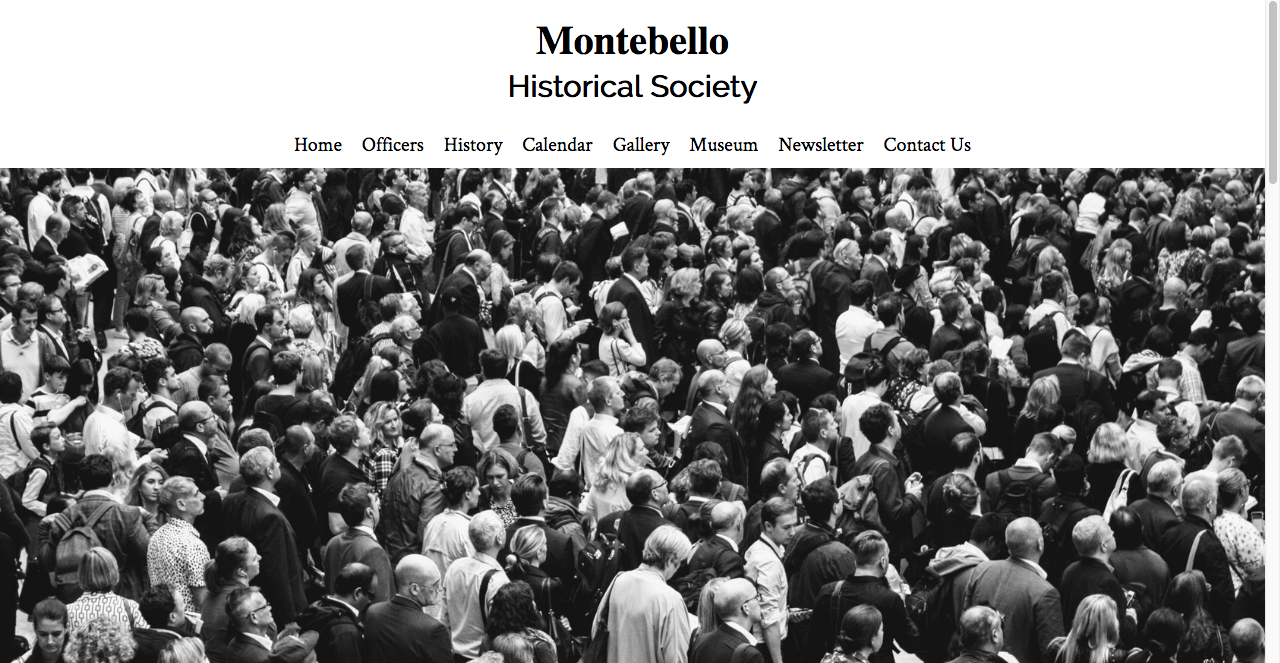 Montebello
Historical Society
Home Officers History Calendar Gallery Museum Newsletter Contact Us